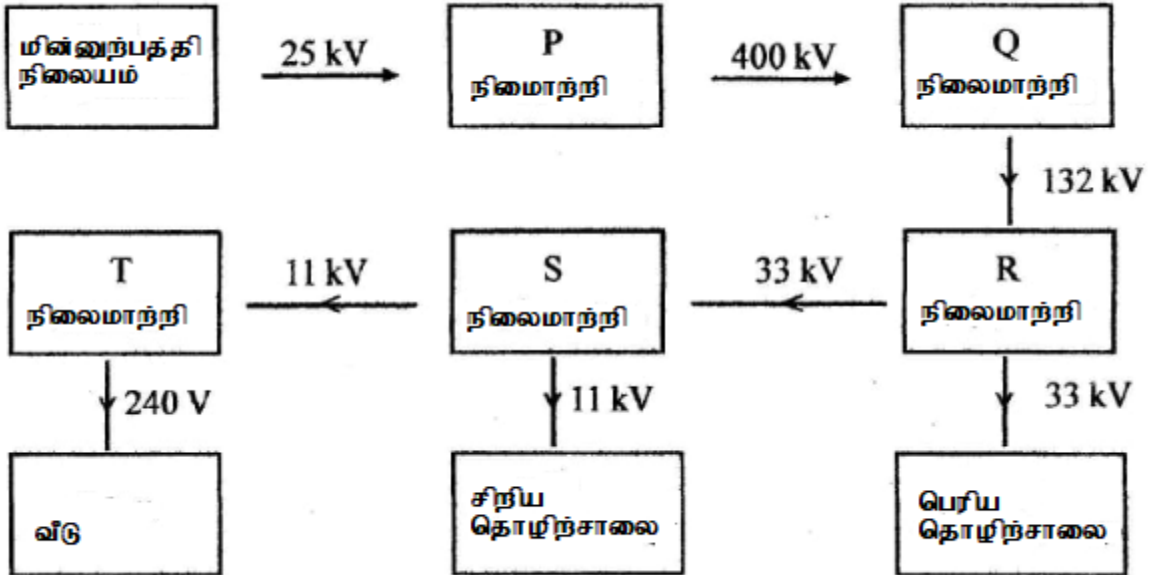 மின்னுற்பத்தி
நிலையம்
25 kV
P
நிமைாற்றி
400 kV
Q
நிலைமாற்றி
132 kV
T
நிலைமாற்றி
11 kV
S
நிலைமாற்றி
33 kV
R
நிலைமாற்றி
240 V
11 kV
33 kV
வீடு
சிறிய
தொழிற்சாலை
பெரிய
தொழிற்சாலை